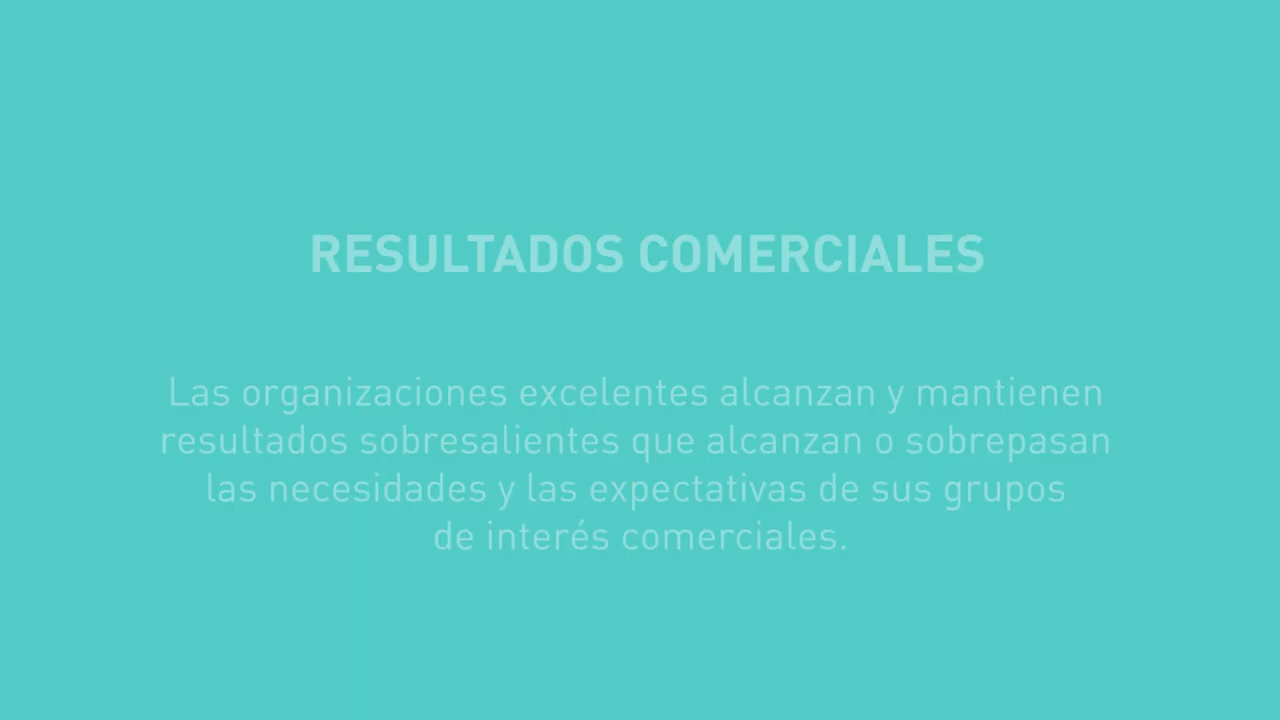 RESULTADOS COMERCIALES
Las organizaciones excelentes alcanzan y mantienen
resultados sobresalientes que alcanzan o sobrepasan
las necesidades y las expectativas de sus grupos
de interés comerciales.